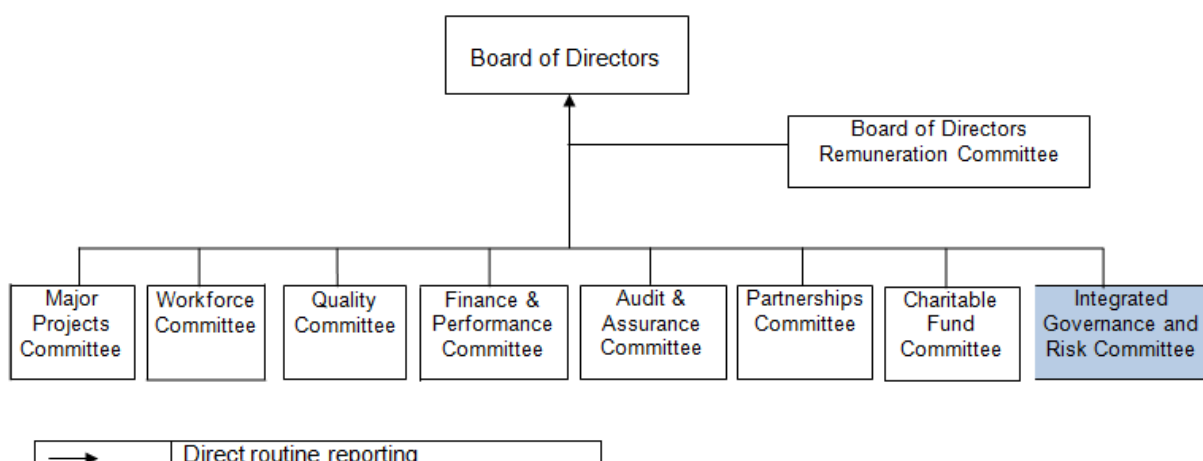 Board of Directors
Board of Directors
Remuneration Committee
Major
Projects
Committee
Workforce
Committee
Quality
Committee
Finance &
Performance
Committee
Audit &
Assurance
Committee
Partnerships
Committee
Charitable
Fund
Committee
Integrated
Governance and
Risk Committee
Direct routine reporting